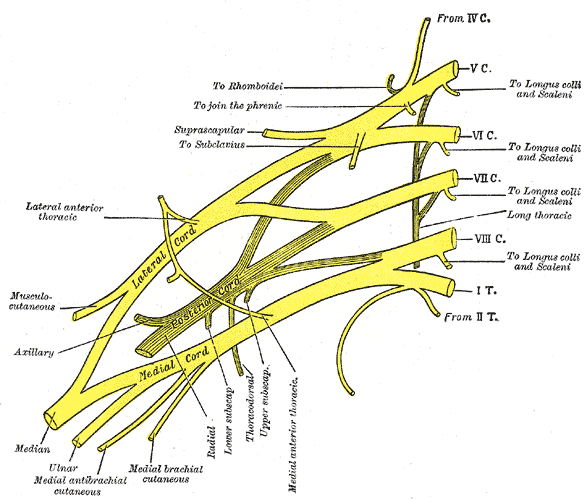 From IV C.
V C.
To Rhomboidei
To Longus colli
and Scaleni
To join the phrenic
Suprascapular
VI C.
To Subclavius
To Longus colli
and Scaleni
VII C.
To Longus colli
and Scaleni
Lateral anterior
thoracic
Long thoracic
Lateral Cord
VIII C.
To Longus colli
and Scaleni
I T.
Musculo-
cutaneous
Posterior Cord
From II T.
Axillary
Medial Cord
Radial
Lower subscap.
Thoracodorsal
Upper subscap.
Medial anterior thoracic.
Median
Ulnar
Medial antibrachial
cutaneous
Medial brachial
cutaneous